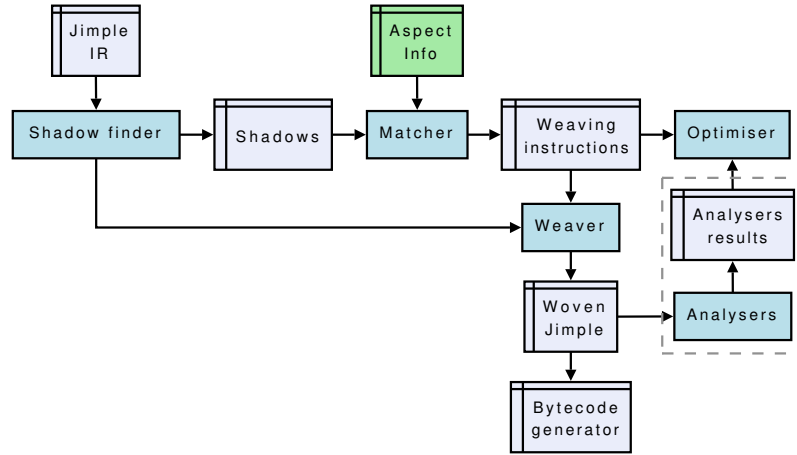 Jimple
IR
Aspect
Info
Shadow finder
Shadows
Matcher
Weaving
instructions
Optimiser
Weaver
Analysers
results
Woven
Jimple
Analysers
Bytecode
generator